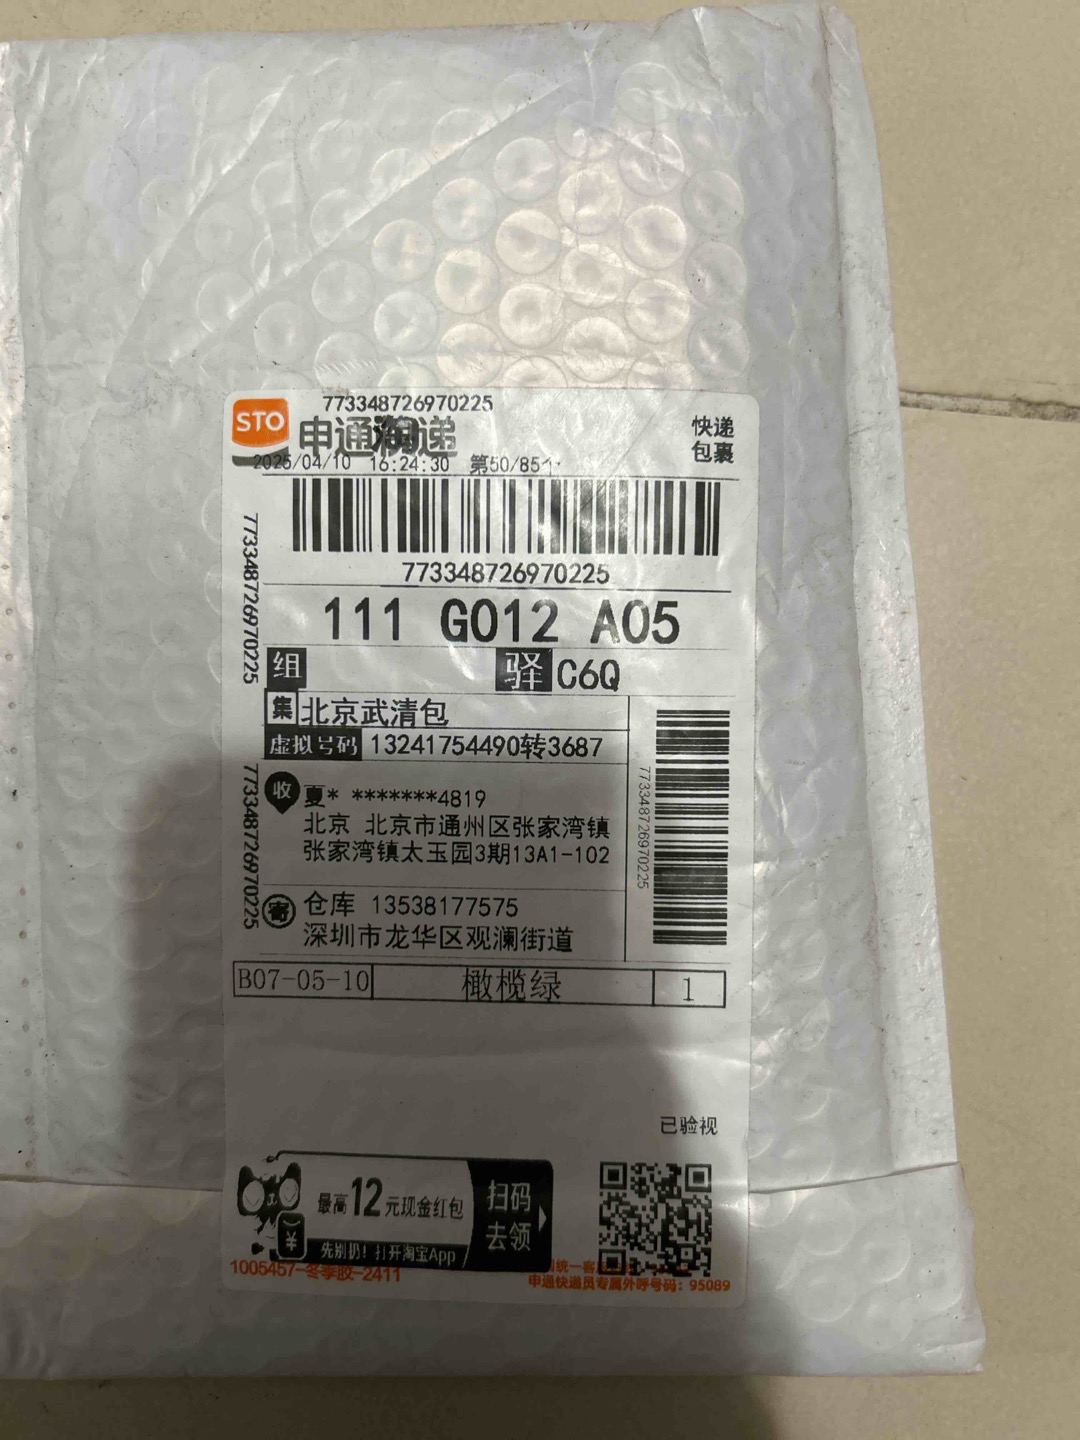 773348726970225
STO
申通快递
快递
包裹
2025/04/10 16:24:30 第50/85个
773348726970225
773348726970225
111 G012 A05
组
驿 C6Q
集 北京武清包
虚拟号码 13241754490转3687
773348726970225
773348726970225
收 夏* *******4819
北京 北京市通州区张家湾镇
张家湾镇太玉园3期13A1-102
寄 仓库 13538177575
深圳市龙华区观澜街道
B07-05-10 橄榄绿 1
已验视
最高12元现金红包
先别扔！打开淘宝App
扫码
去领
1005457-冬季胶-2411
统一客
申通快递员专属外呼号码：95089